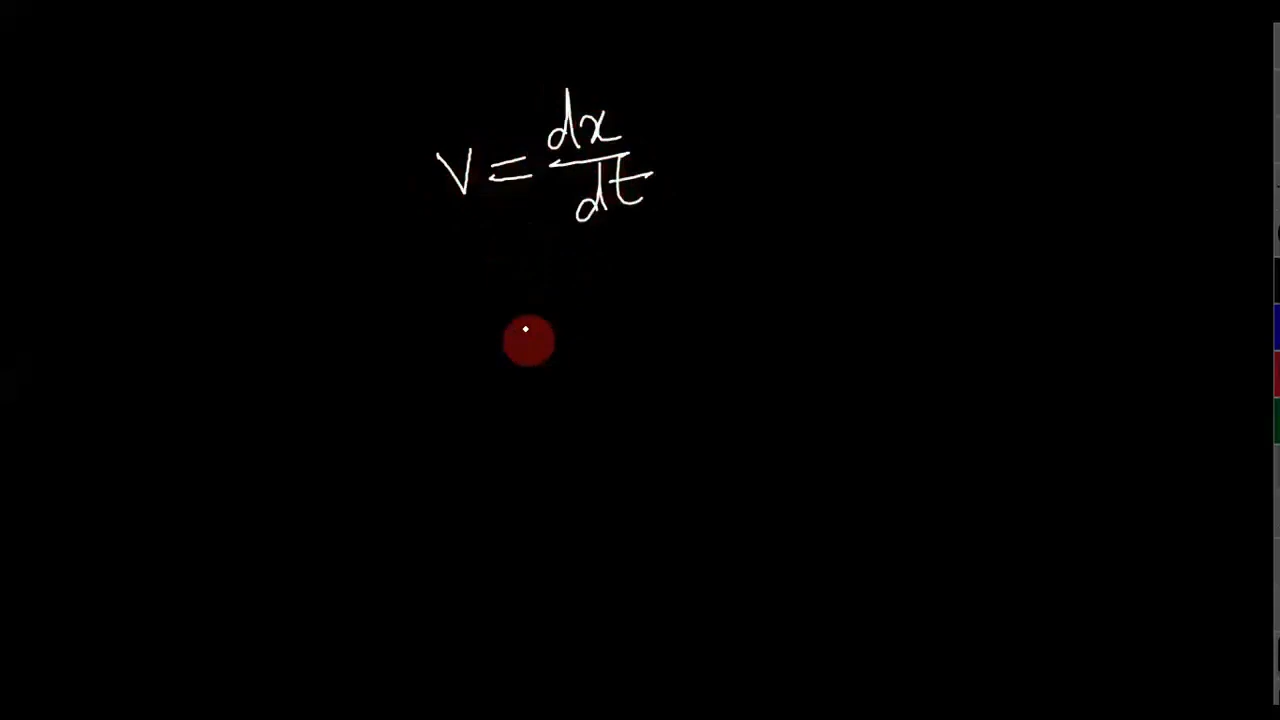 V = dx/dt